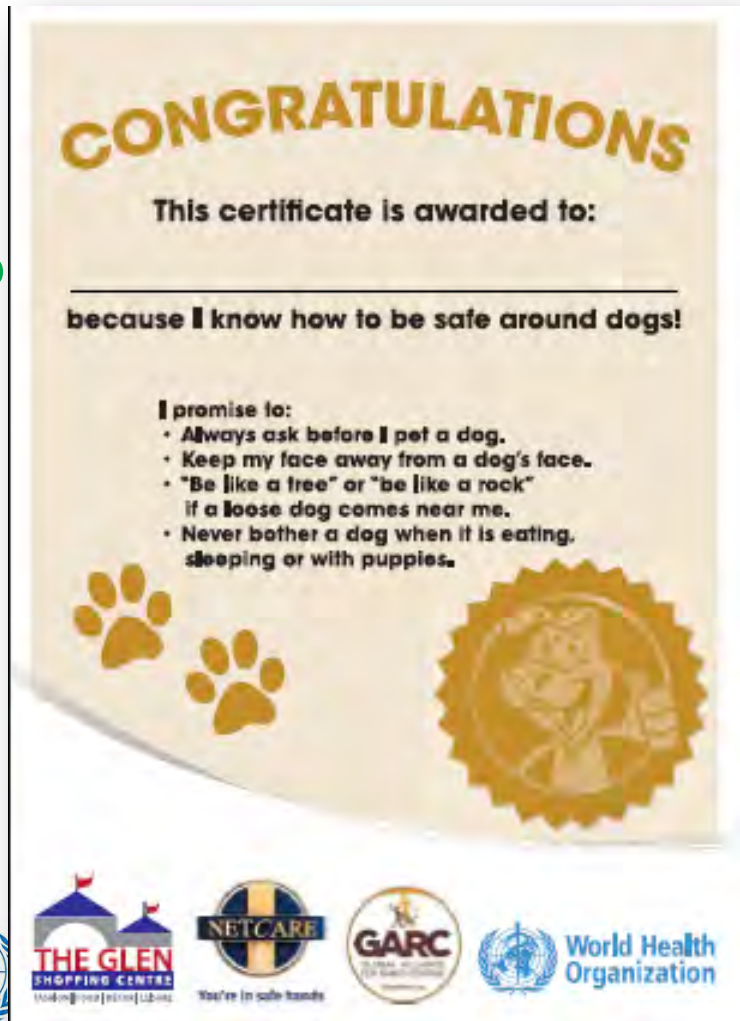 CONGRATULATIONS
This certificate is awarded to:
because I know how to be safe around dogs!
I promise to:
• Always ask before I pet a dog.
• Keep my face away from a dog's face.
• "Be like a tree" or "be like a rock"
if a loose dog comes near me.
• Never bother a dog when it is eating,
sleeping or with puppies.
THE GLEN
SHOPPING CENTRE
NETCARE
You're in safe hands
GARC
World Health
Organization